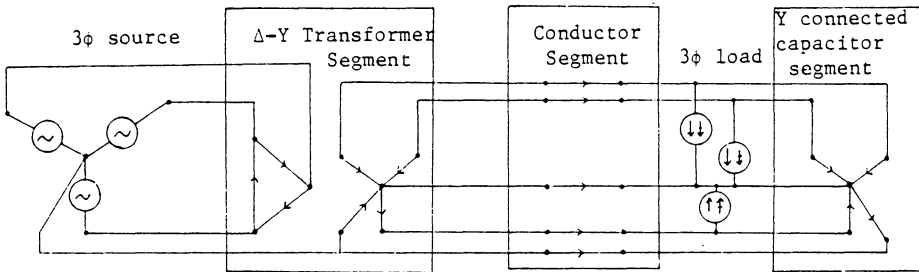 3φ source
Δ-Y Transformer
Segment
Conductor
Segment
3φ load
Y connected
capacitor
segment